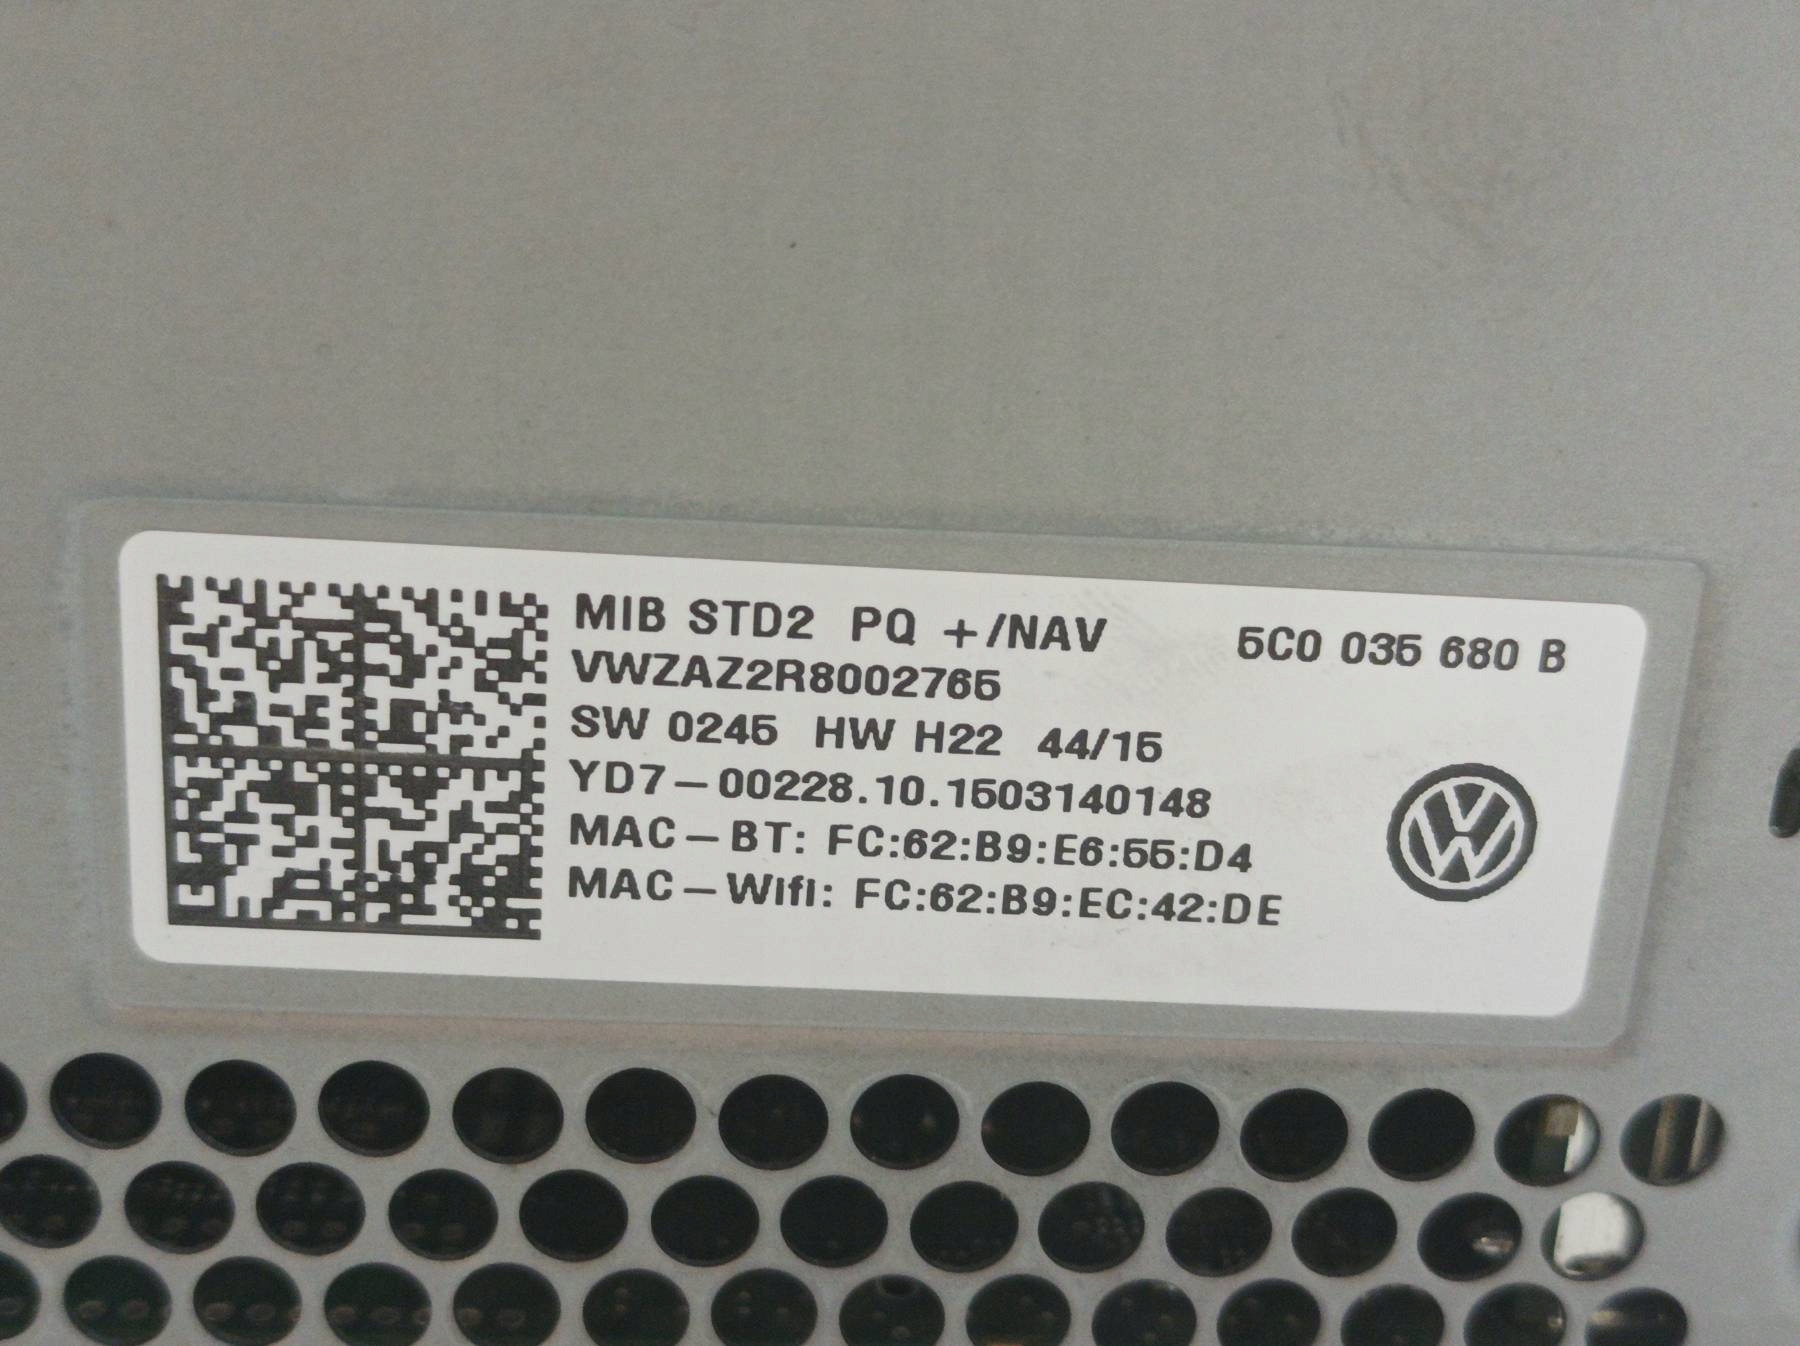 MIB STD2 PQ +/NAV 5C0 035 680 B
VWZAZ2R8002765
SW 0245 HW H22 44/15
YD7-00228.10.1503140148
MAC-BT: FC:62:B9:E6:55:D4
MAC-Wifi: FC:62:B9:EC:42:DE